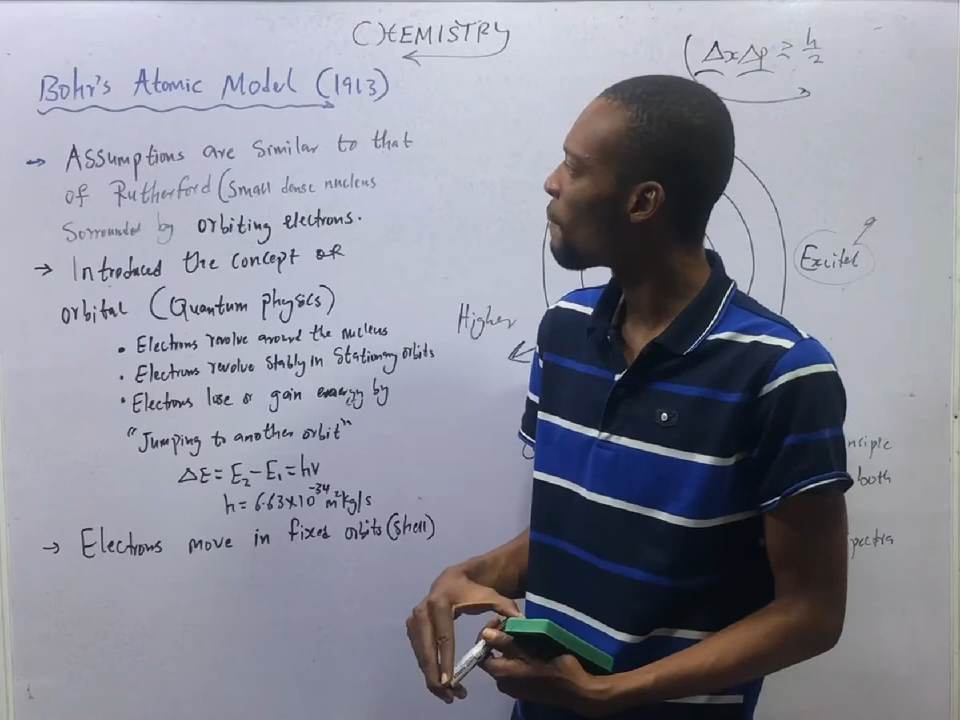 CHEMISTRY
Bohr's Atomic Model (1913)
→ Assumptions are similar to that
of Rutherford (small dense nucleus
Sorrounded by orbiting electrons.
→ Introduced the concept of
orbital (Quantum physics)
• Electrons revolve around the nucleus
• Electrons revolve stably in stationary orbits
• Electrons lose or gain energy by
"Jumping to another orbit"
ΔE = E₂ - E₁ = hν
h = 6.63×10⁻³⁴ m²kg/s
→ Electrons move in fixed orbits (shell)
(ΔxΔp ≥ h/2
Excited
Higher
both